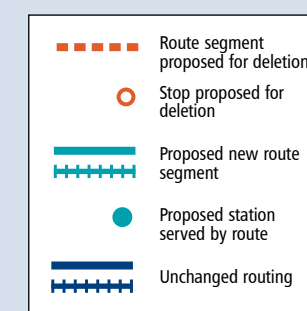 Route segment
proposed for deletion
Stop proposed for
deletion
Proposed new route
segment
Proposed station
served by route
Unchanged routing